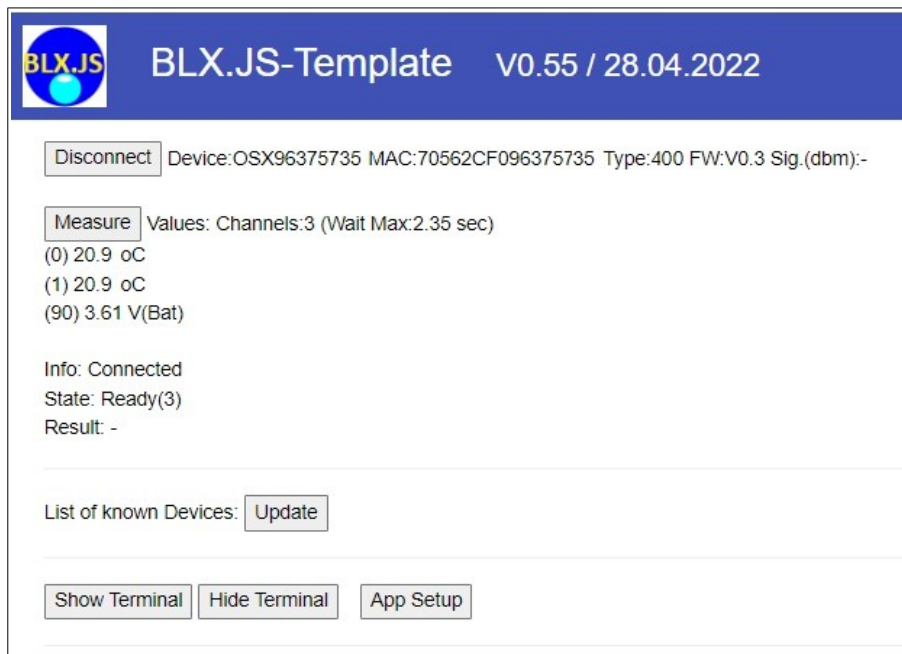 BLX.JS
BLX.JS-Template V0.55 / 28.04.2022
Disconnect Device:OSX96375735 MAC:70562CF096375735 Type:400 FW:V0.3 Sig.(dbm):-
Measure Values: Channels:3 (Wait Max:2.35 sec)
(0) 20.9 oC
(1) 20.9 oC
(90) 3.61 V(Bat)
Info: Connected
State: Ready(3)
Result: -
List of known Devices: Update
Show Terminal Hide Terminal App Setup